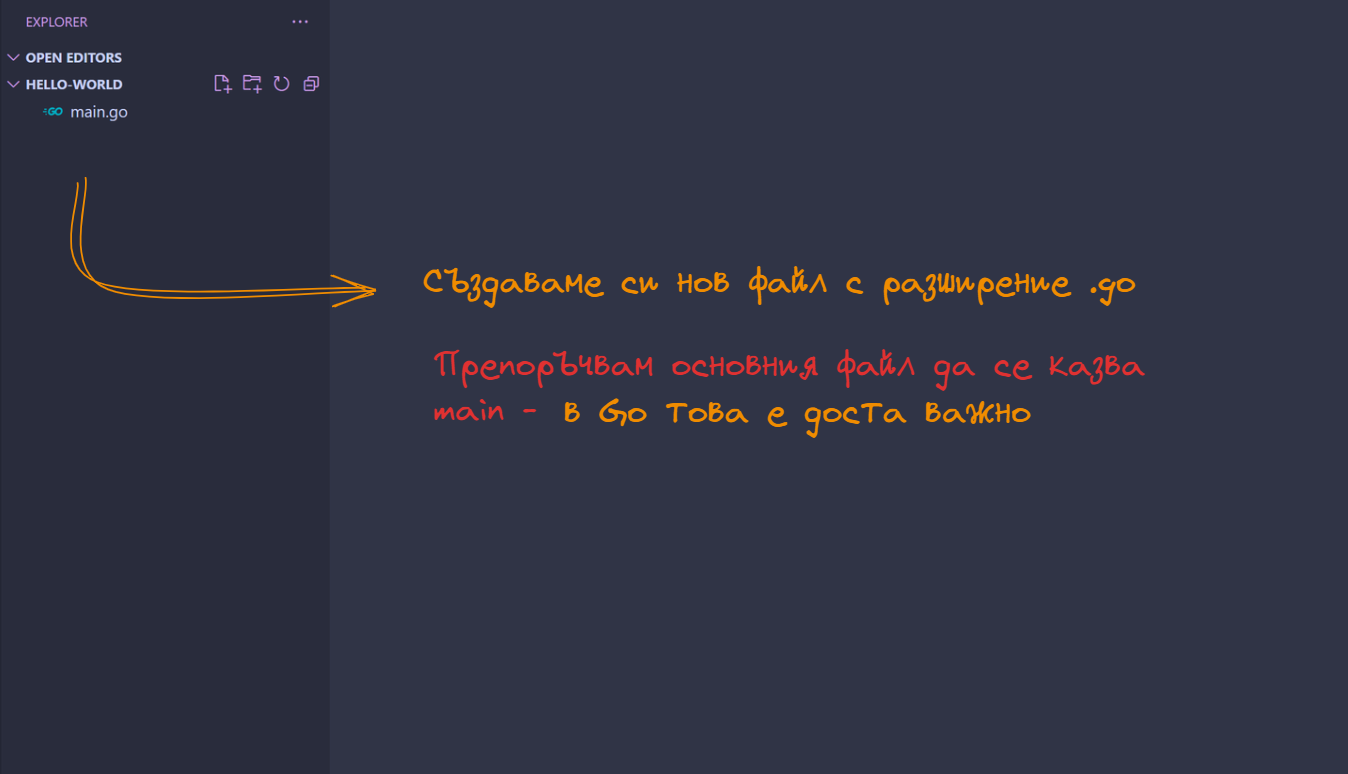 EXPLORER ...
OPEN EDITORS
HELLO-WORLD
GO main.go
Създаваме си нов файл с разширение .go
Препоръчвам основния файл да се казва
main - в Go това е доста важно